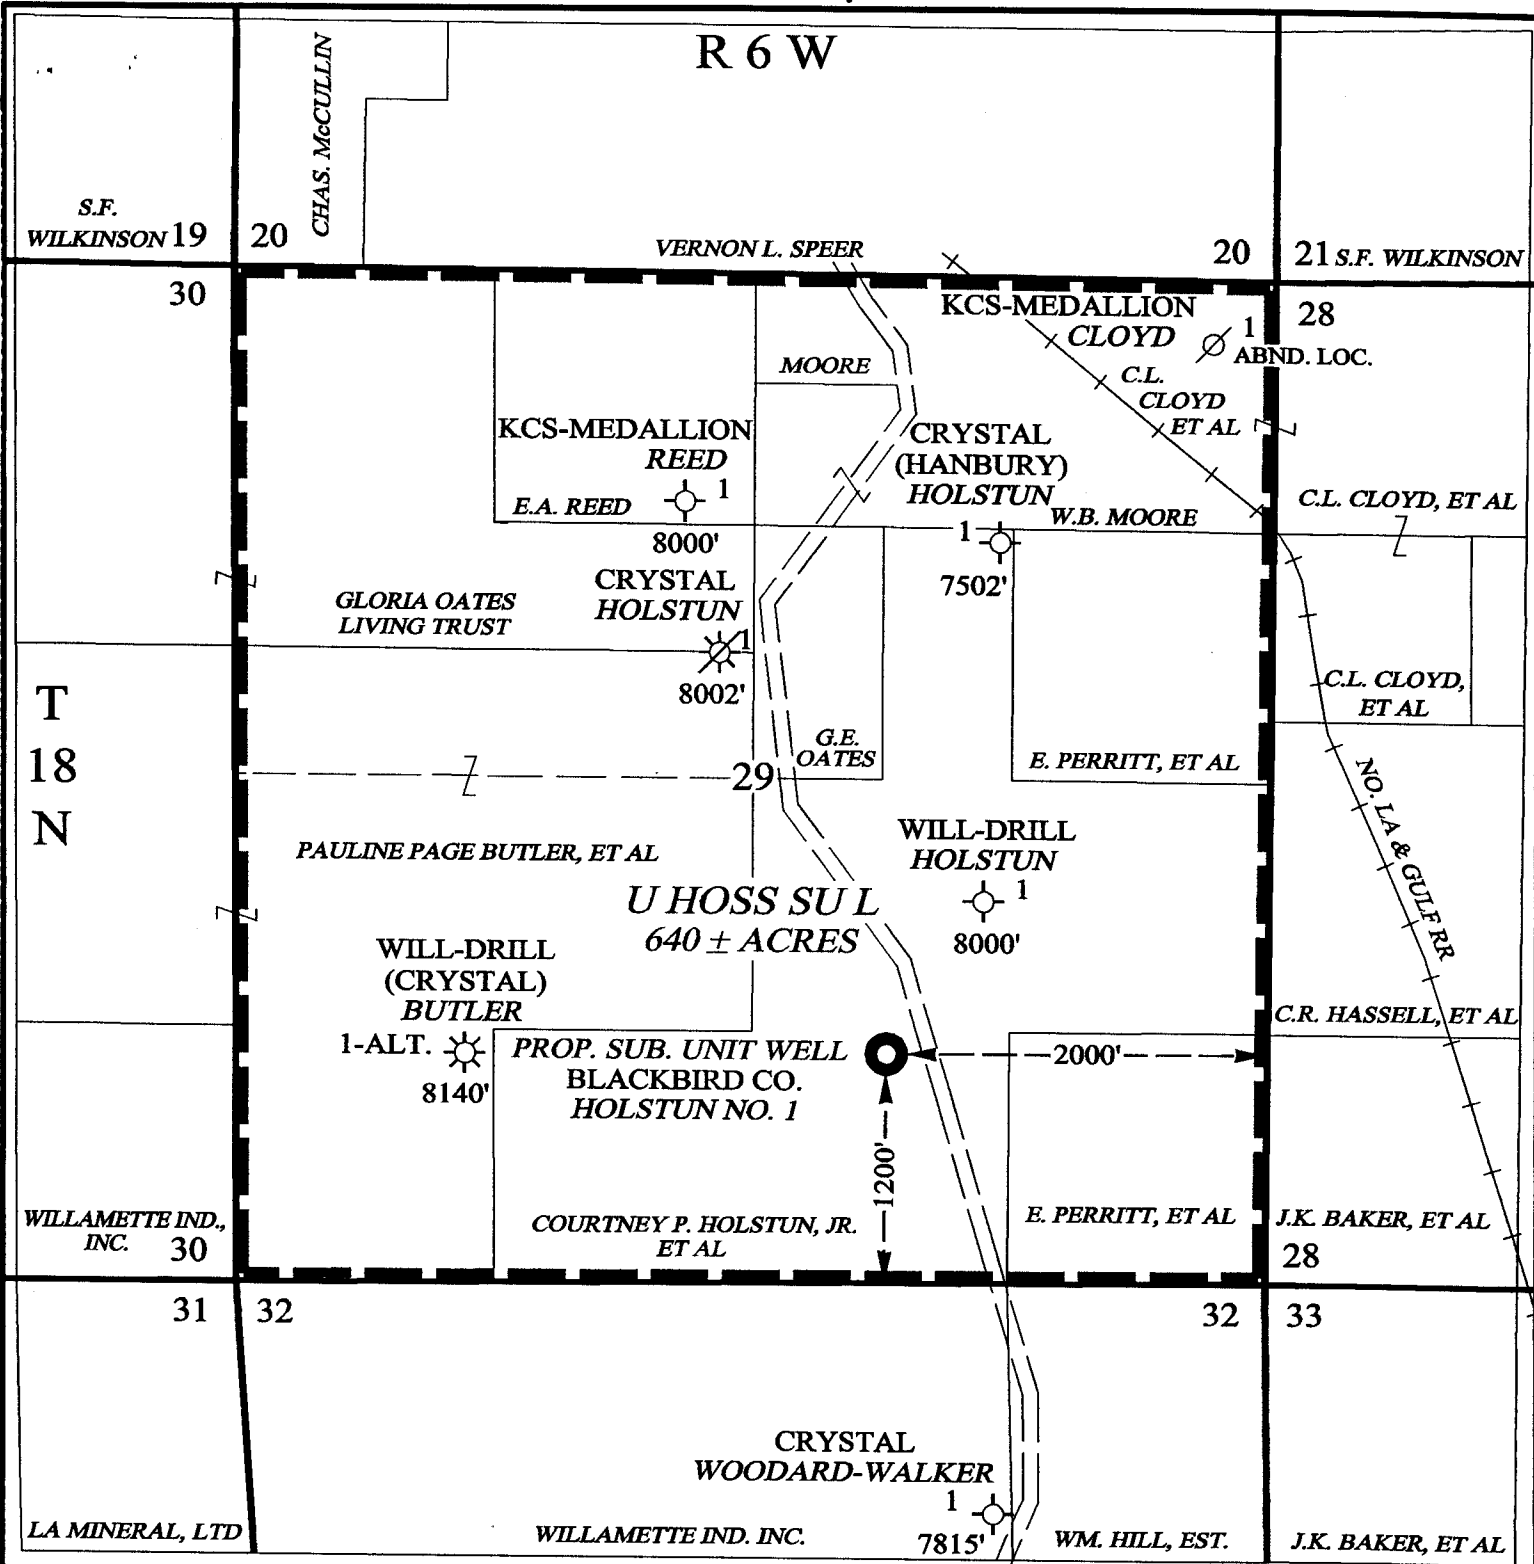 R 6 W
CHAS. McCULLIN
S.F.
WILKINSON 19
20
VERNON L. SPEER
20
21 S.F. WILKINSON
30
28
KCS-MEDALLION
CLOYD
1
ABND. LOC.
MOORE
C.L.
CLOYD
ET AL
KCS-MEDALLION
REED
1
E.A. REED
8000'
CRYSTAL
(HANBURY)
HOLSTUN
1
7502'
W.B. MOORE
C.L. CLOYD, ET AL
CRYSTAL
HOLSTUN
1
8002'
GLORIA OATES
LIVING TRUST
T
18
N
C.L. CLOYD,
ET AL
G.E.
OATES
E. PERRITT, ET AL
29
NO. LA & GULF RR
PAULINE PAGE BUTLER, ET AL
WILL-DRILL
HOLSTUN
1
8000'
U HOSS SU L
640 ± ACRES
WILL-DRILL
(CRYSTAL)
BUTLER
1-ALT.
8140'
C.R. HASSELL, ET AL
PROP. SUB. UNIT WELL
BLACKBIRD CO.
HOLSTUN NO. 1
2000'
1200'
WILLAMETTE IND.,
INC. 30
COURTNEY P. HOLSTUN, JR.
ET AL
E. PERRITT, ET AL
J.K. BAKER, ET AL
28
31
32
32
33
CRYSTAL
WOODARD-WALKER
1
7815'
LA MINERAL, LTD
WILLAMETTE IND. INC.
WM. HILL, EST.
J.K. BAKER, ET AL